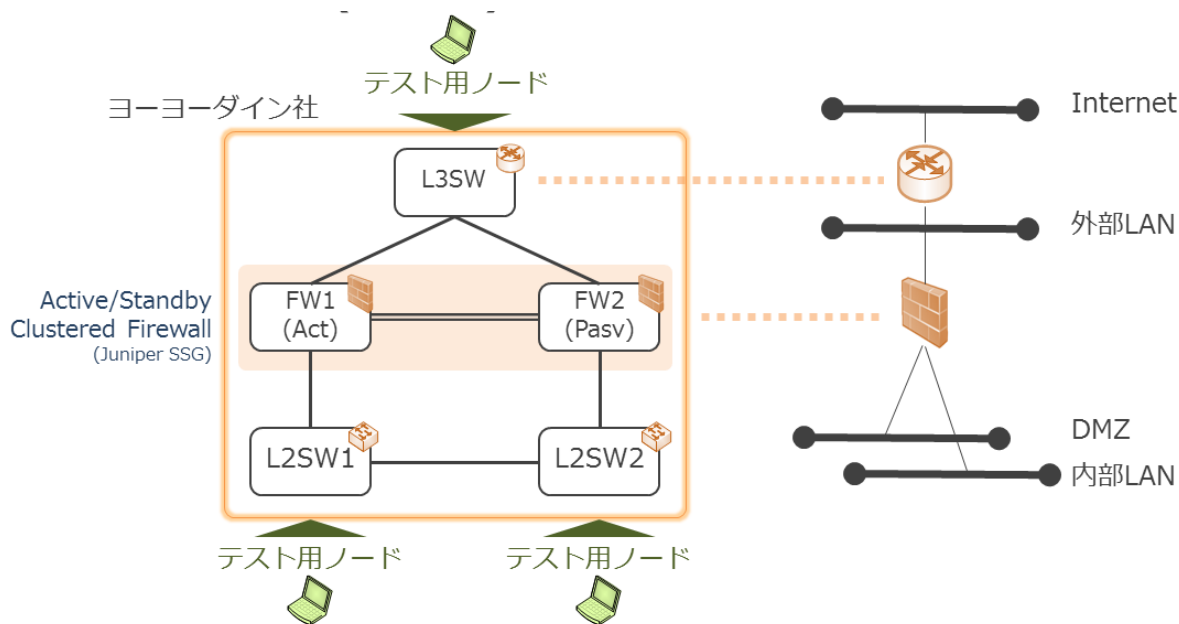 テスト用ノード
ヨーヨーダイン社
L3SW
Active/Standby
Clustered Firewall
(Juniper SSG)
FW1
(Act)
FW2
(Pasv)
L2SW1
L2SW2
テスト用ノード
テスト用ノード
Internet
外部LAN
DMZ
内部LAN